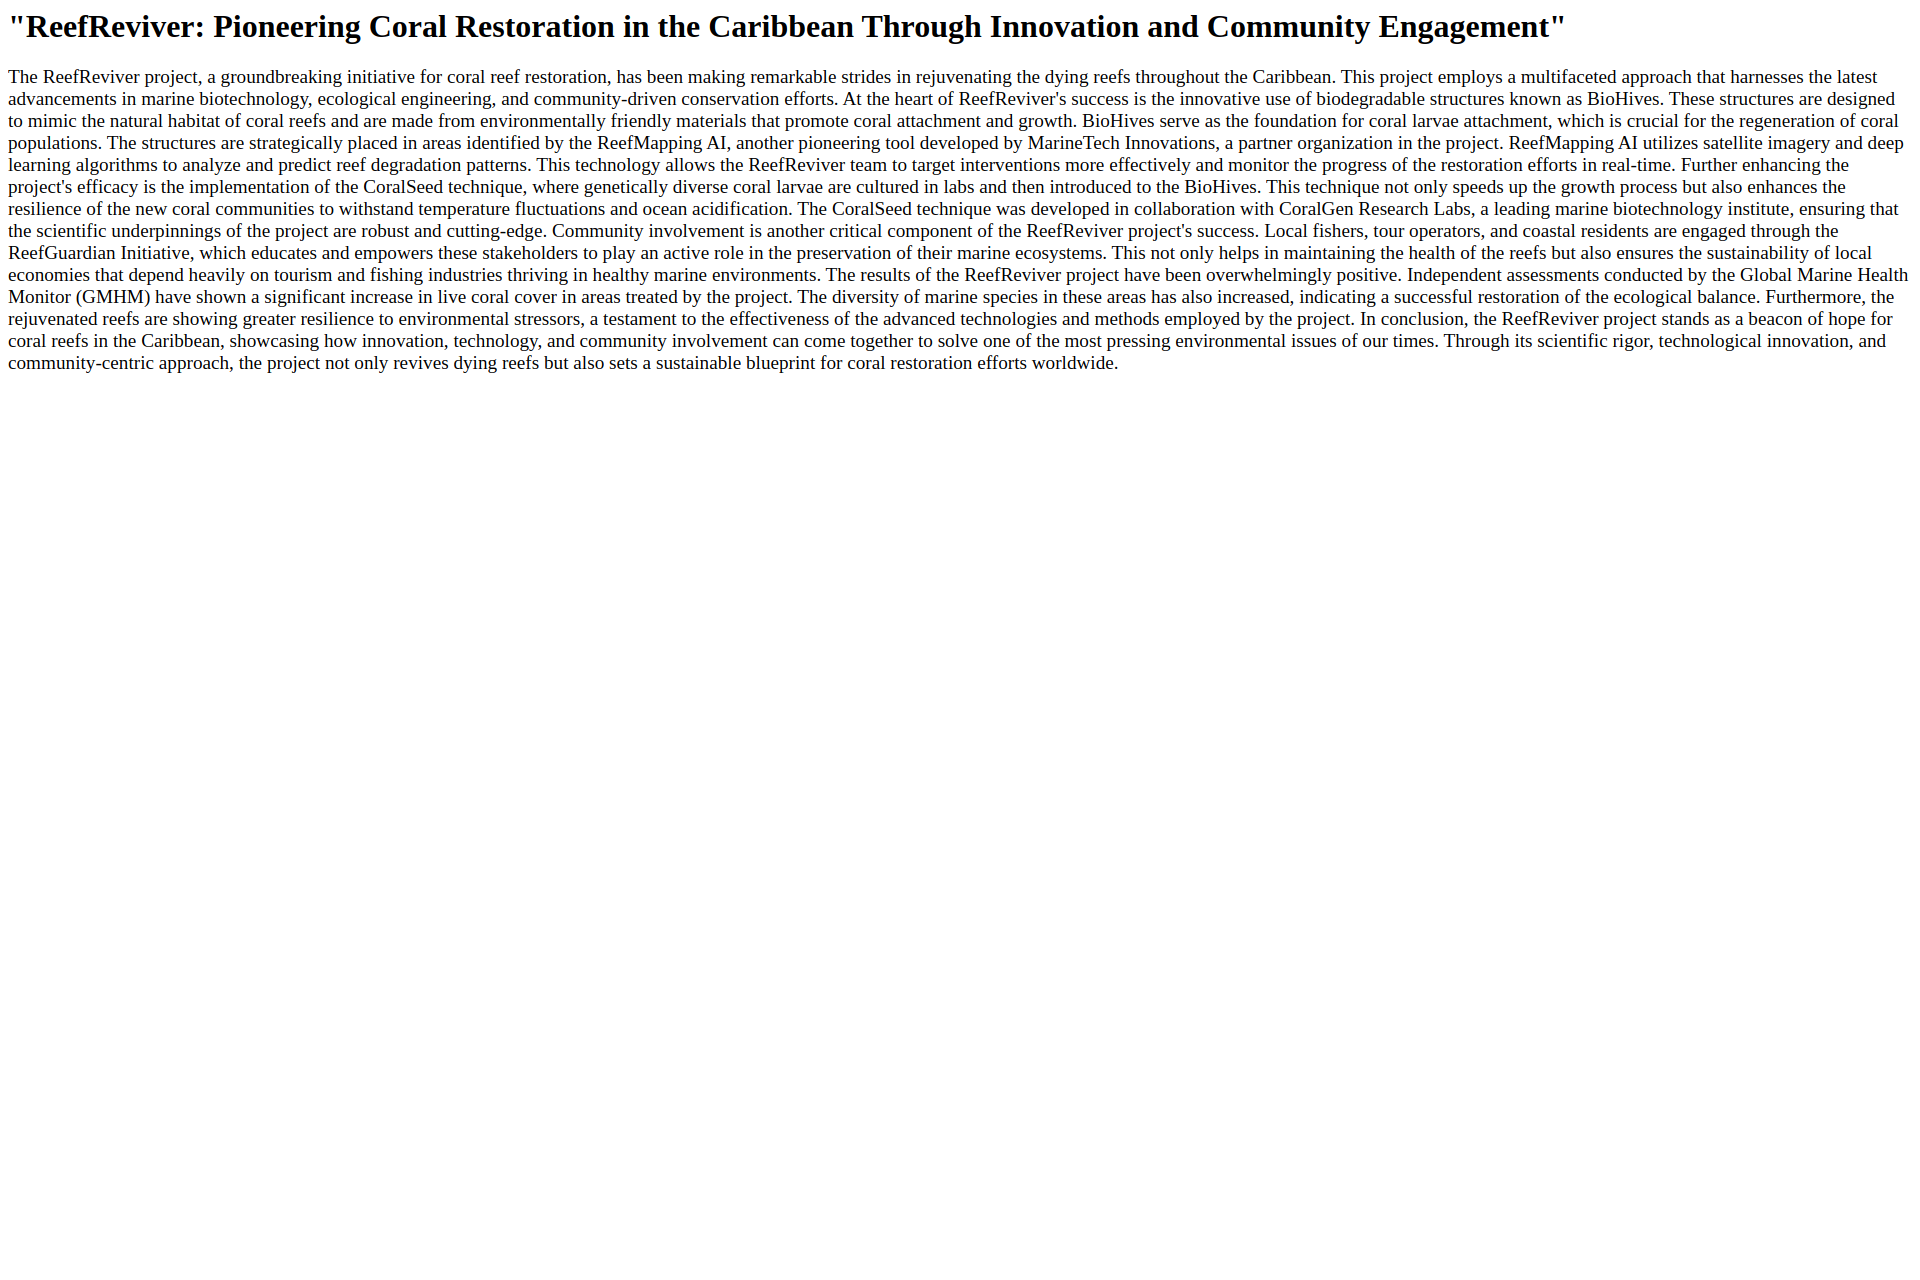 "ReefReviver: Pioneering Coral Restoration in the Caribbean Through Innovation and Community Engagement"
The ReefReviver project, a groundbreaking initiative for coral reef restoration, has been making remarkable strides in rejuvenating the dying reefs throughout the Caribbean. This project employs a multifaceted approach that harnesses the latest
advancements in marine biotechnology, ecological engineering, and community-driven conservation efforts. At the heart of ReefReviver's success is the innovative use of biodegradable structures known as BioHives. These structures are designed
to mimic the natural habitat of coral reefs and are made from environmentally friendly materials that promote coral attachment and growth. BioHives serve as the foundation for coral larvae attachment, which is crucial for the regeneration of coral
populations. The structures are strategically placed in areas identified by the ReefMapping AI, another pioneering tool developed by MarineTech Innovations, a partner organization in the project. ReefMapping AI utilizes satellite imagery and deep
learning algorithms to analyze and predict reef degradation patterns. This technology allows the ReefReviver team to target interventions more effectively and monitor the progress of the restoration efforts in real-time. Further enhancing the
project's efficacy is the implementation of the CoralSeed technique, where genetically diverse coral larvae are cultured in labs and then introduced to the BioHives. This technique not only speeds up the growth process but also enhances the
resilience of the new coral communities to withstand temperature fluctuations and ocean acidification. The CoralSeed technique was developed in collaboration with CoralGen Research Labs, a leading marine biotechnology institute, ensuring that
the scientific underpinnings of the project are robust and cutting-edge. Community involvement is another critical component of the ReefReviver project's success. Local fishers, tour operators, and coastal residents are engaged through the
ReefGuardian Initiative, which educates and empowers these stakeholders to play an active role in the preservation of their marine ecosystems. This not only helps in maintaining the health of the reefs but also ensures the sustainability of local
economies that depend heavily on tourism and fishing industries thriving in healthy marine environments. The results of the ReefReviver project have been overwhelmingly positive. Independent assessments conducted by the Global Marine Health
Monitor (GMHM) have shown a significant increase in live coral cover in areas treated by the project. The diversity of marine species in these areas has also increased, indicating a successful restoration of the ecological balance. Furthermore, the
rejuvenated reefs are showing greater resilience to environmental stressors, a testament to the effectiveness of the advanced technologies and methods employed by the project. In conclusion, the ReefReviver project stands as a beacon of hope for
coral reefs in the Caribbean, showcasing how innovation, technology, and community involvement can come together to solve one of the most pressing environmental issues of our times. Through its scientific rigor, technological innovation, and
community-centric approach, the project not only revives dying reefs but also sets a sustainable blueprint for coral restoration efforts worldwide.